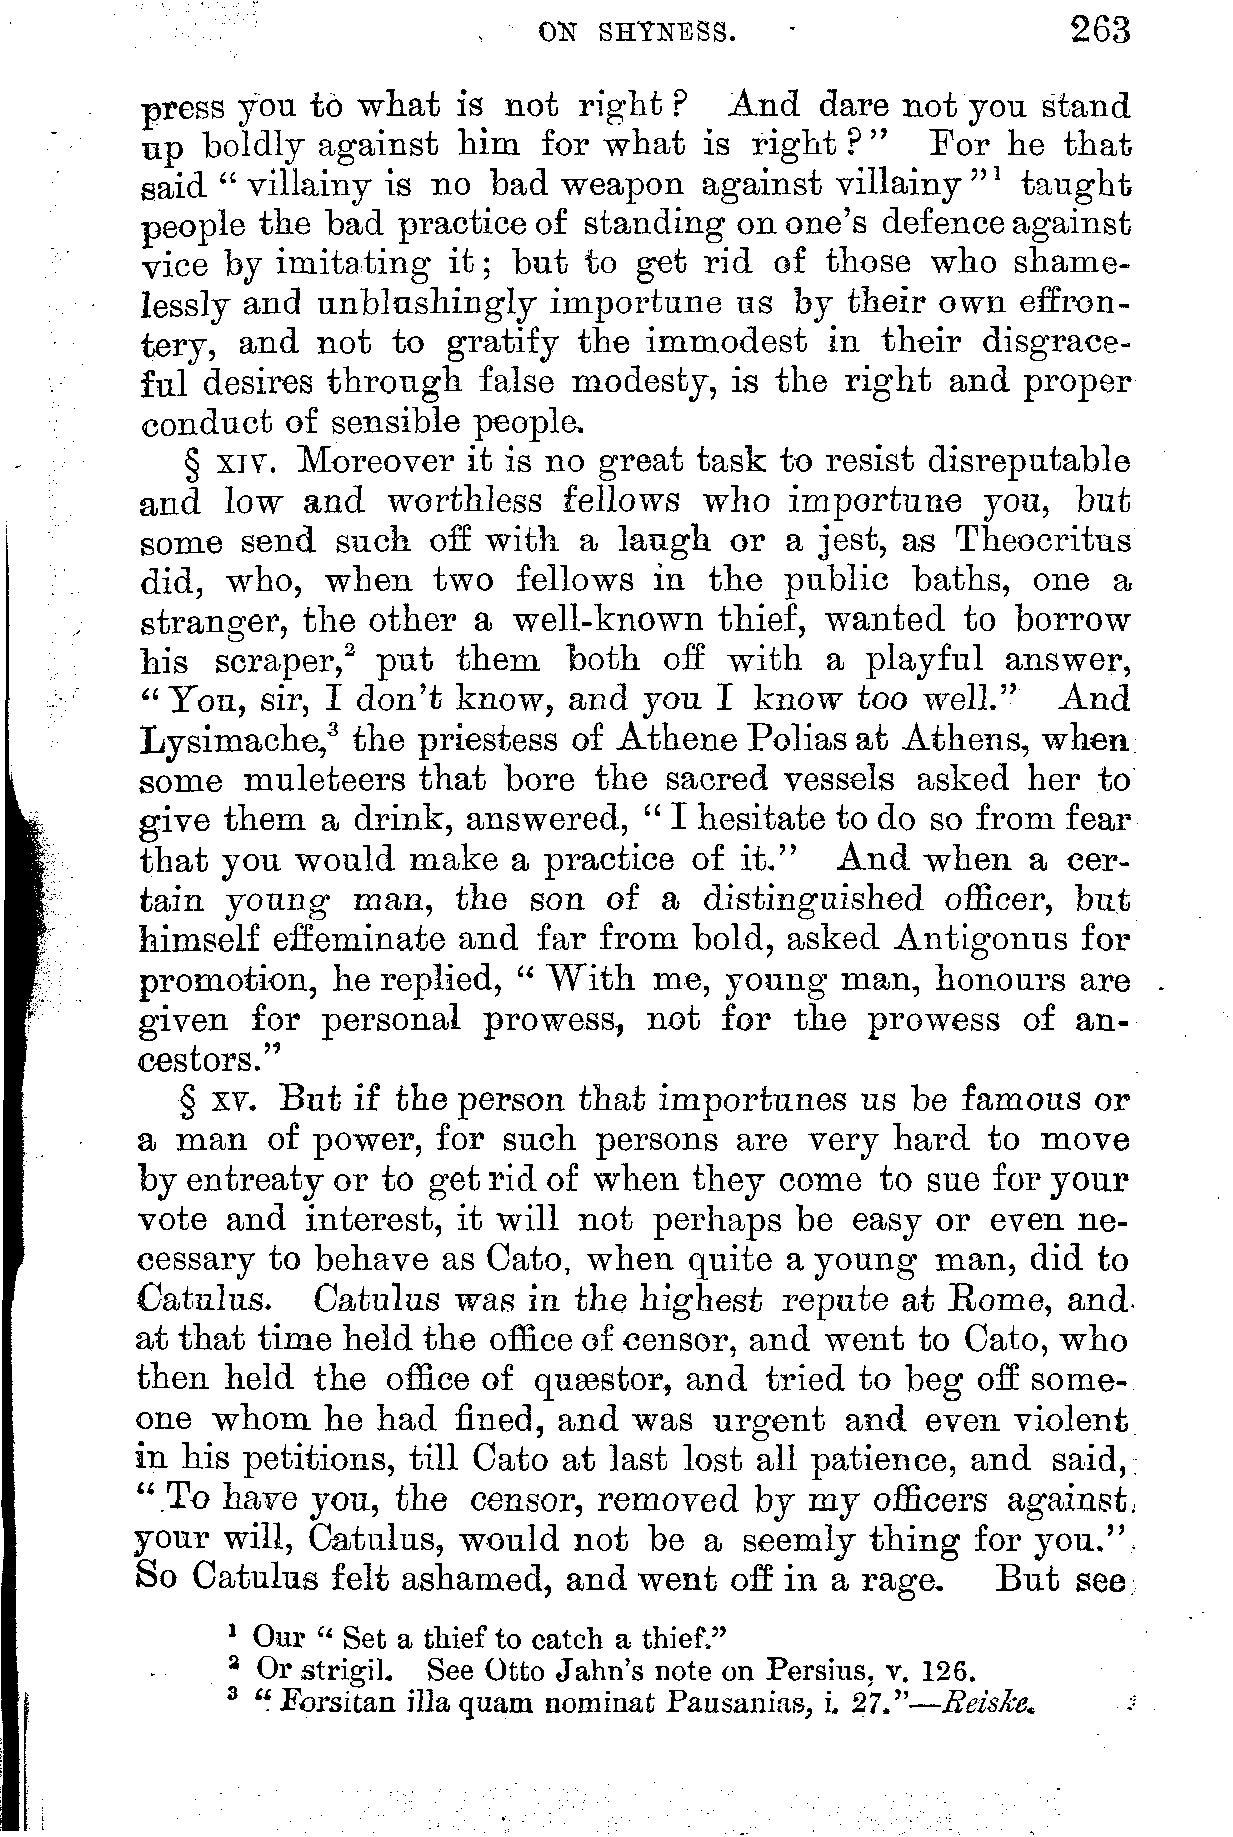 ON SHYNESS. 263
press you to what is not right? And dare not you stand
up boldly against him for what is right?" For he that
said "villainy is no bad weapon against villainy"¹ taught
people the bad practice of standing on one's defence against
vice by imitating it; but to get rid of those who shame-
lessly and unblushingly importune us by their own effron-
tery, and not to gratify the immodest in their disgrace-
ful desires through false modesty, is the right and proper
conduct of sensible people.
§ XIV. Moreover it is no great task to resist disreputable
and low and worthless fellows who importune you, but
some send such off with a laugh or a jest, as Theocritus
did, who, when two fellows in the public baths, one a
stranger, the other a well-known thief, wanted to borrow
his scraper,² put them both off with a playful answer,
"You, sir, I don't know, and you I know too well." And
Lysimache,³ the priestess of Athene Polias at Athens, when
some muleteers that bore the sacred vessels asked her to
give them a drink, answered, "I hesitate to do so from fear
that you would make a practice of it." And when a cer-
tain young man, the son of a distinguished officer, but
himself effeminate and far from bold, asked Antigonus for
promotion, he replied, "With me, young man, honours are
given for personal prowess, not for the prowess of an-
cestors."
§ XV. But if the person that importunes us be famous or
a man of power, for such persons are very hard to move
by entreaty or to get rid of when they come to sue for your
vote and interest, it will not perhaps be easy or even ne-
cessary to behave as Cato, when quite a young man, did to
Catulus. Catulus was in the highest repute at Rome, and
at that time held the office of censor, and went to Cato, who
then held the office of quæstor, and tried to beg off some-
one whom he had fined, and was urgent and even violent
in his petitions, till Cato at last lost all patience, and said,
"To have you, the censor, removed by my officers against
your will, Catulus, would not be a seemly thing for you."
So Catulus felt ashamed, and went off in a rage. But see
¹ Our "Set a thief to catch a thief."
² Or strigil. See Otto Jahn's note on Persius, v. 126.
³ "Forsitan illa quam nominat Pausanias, i. 27."—Reiske.